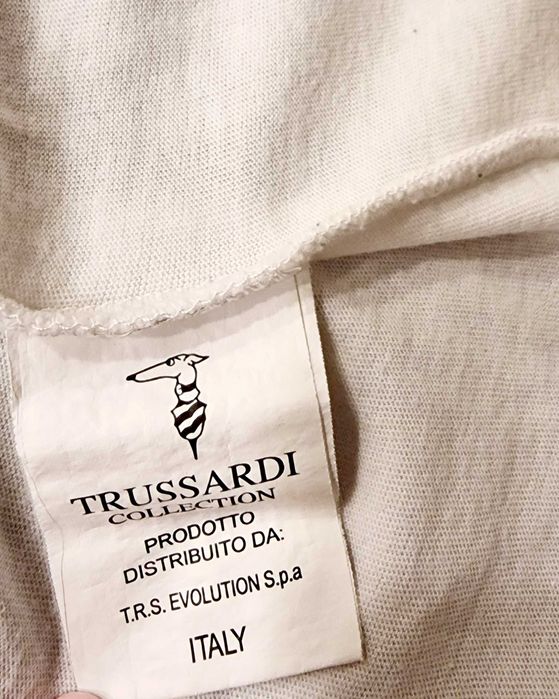 TRUSSARDI
COLLECTION
PRODOTTO
DISTRIBUITO DA:
T.R.S. EVOLUTION S.p.a
ITALY